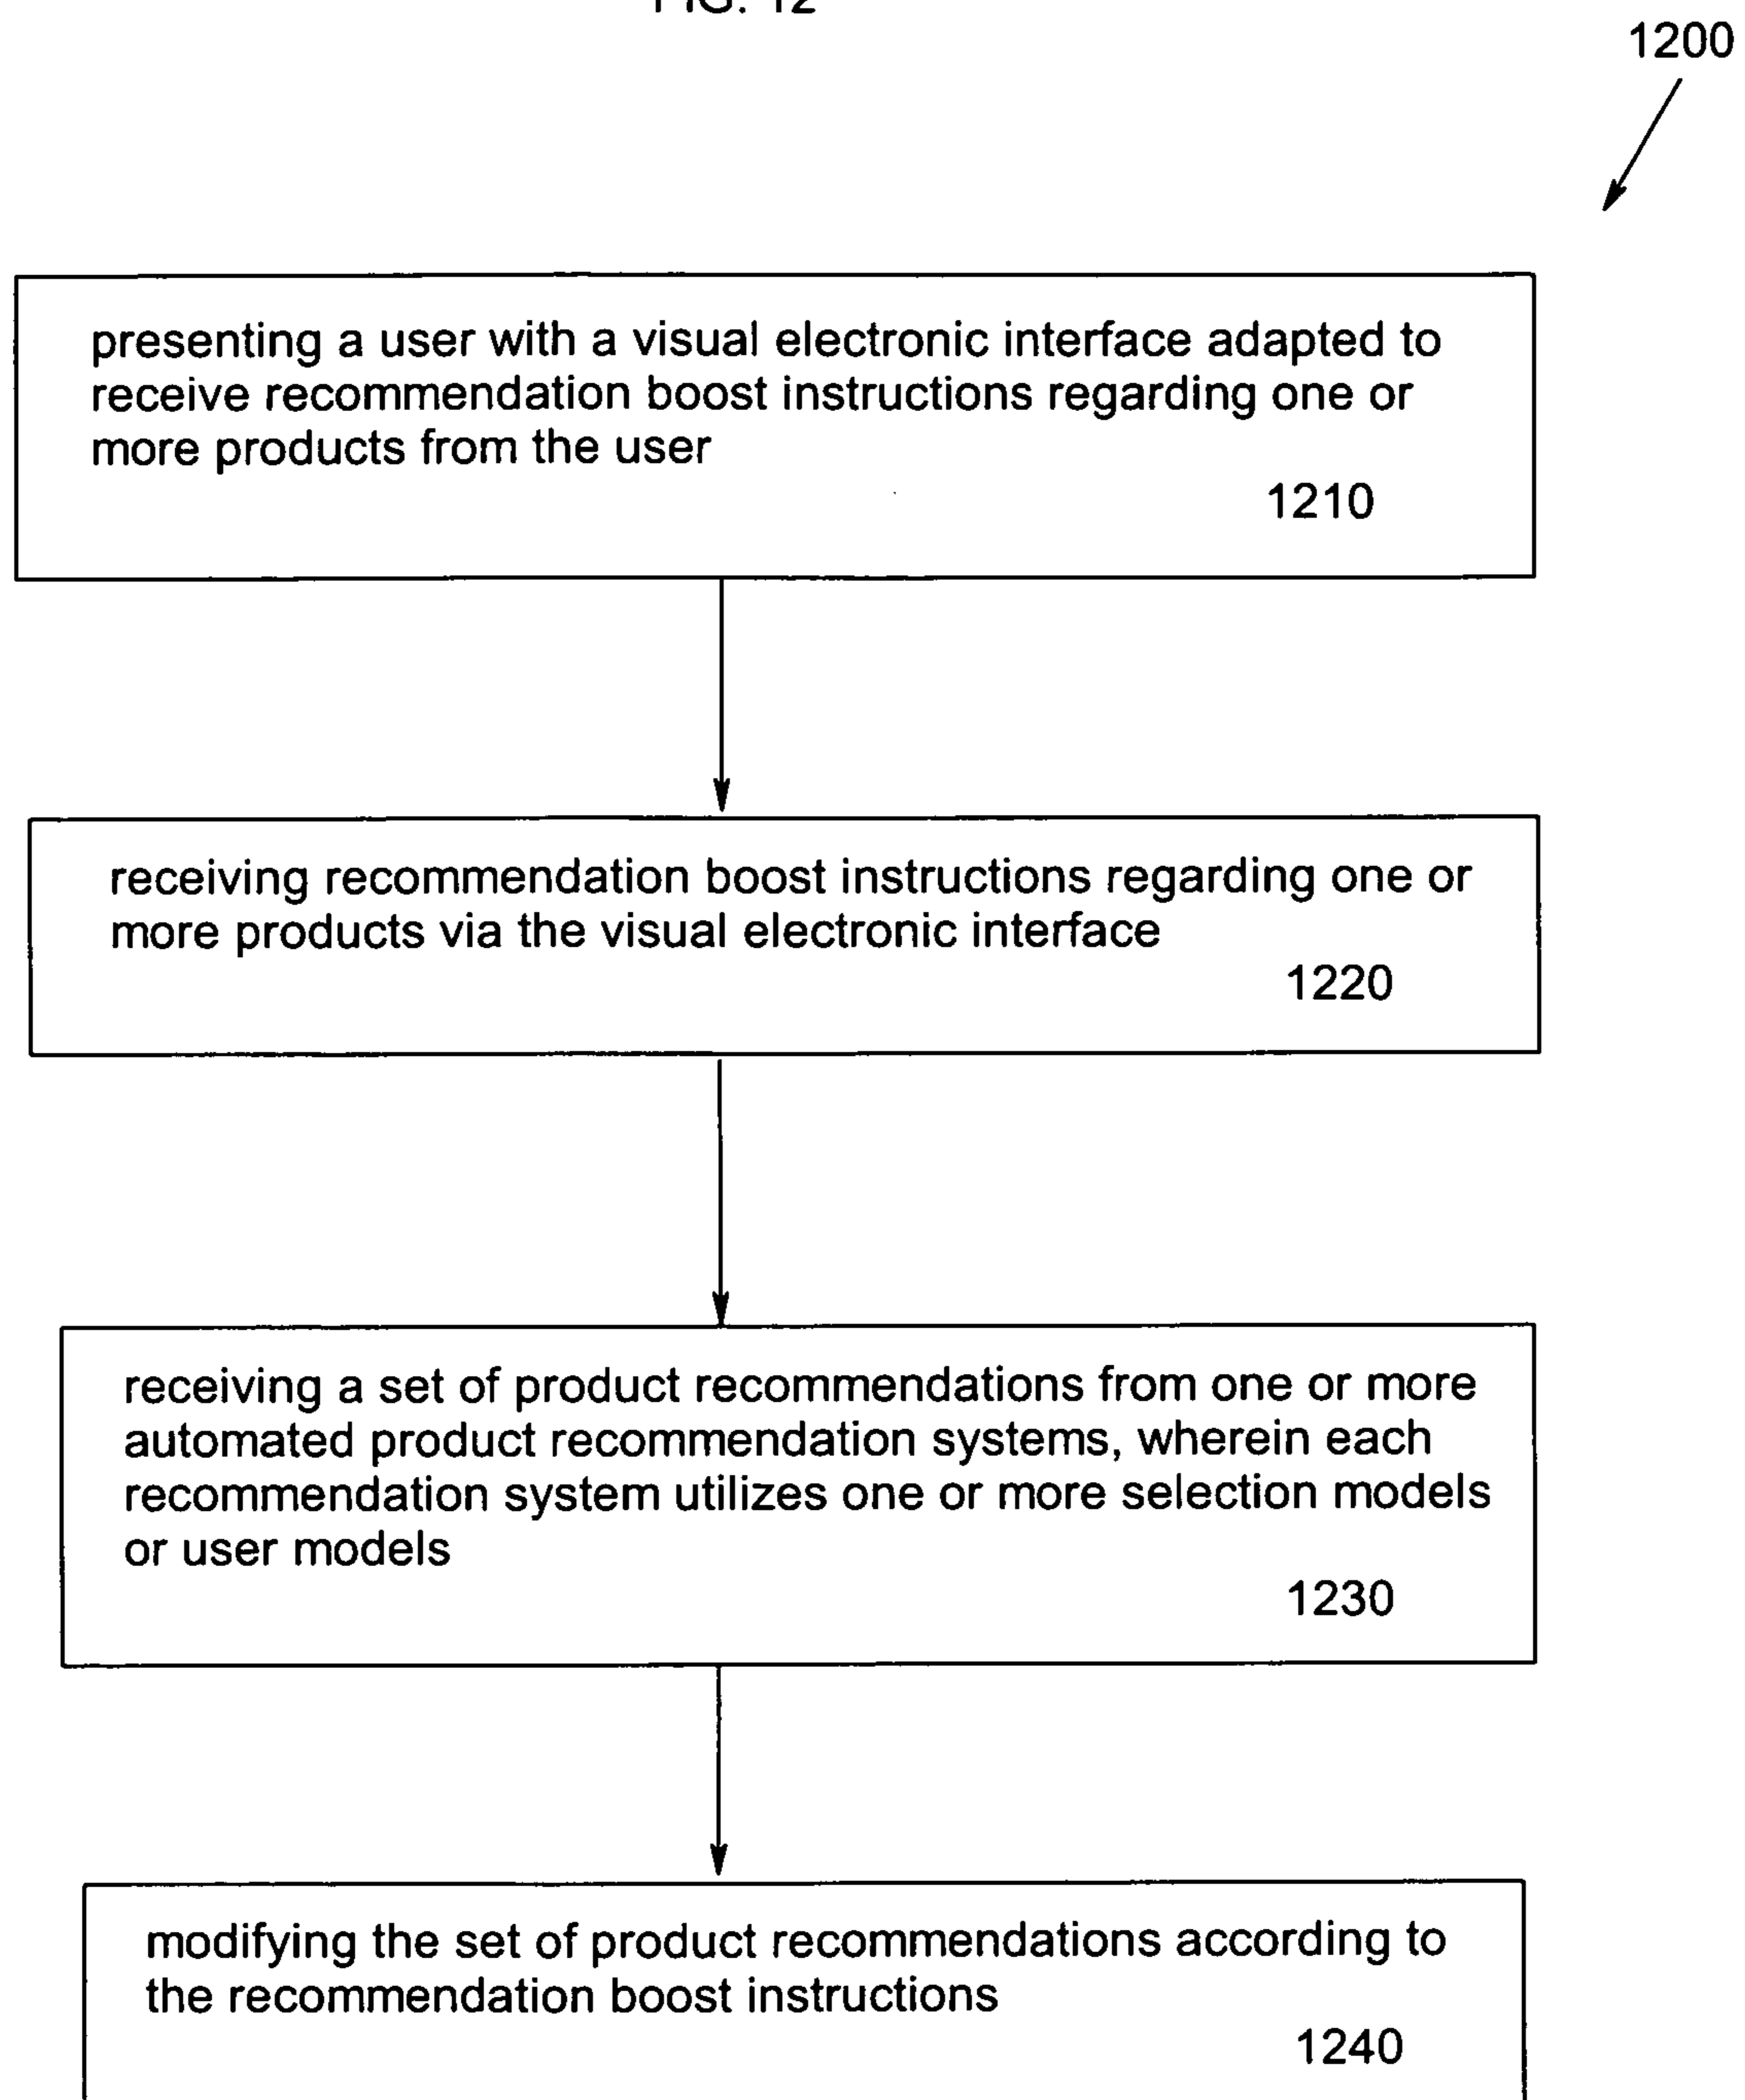 FIG. 12
1200
presenting a user with a visual electronic interface adapted to
receive recommendation boost instructions regarding one or
more products from the user
1210
receiving recommendation boost instructions regarding one or
more products via the visual electronic interface
1220
receiving a set of product recommendations from one or more
automated product recommendation systems, wherein each
recommendation system utilizes one or more selection models
or user models
1230
modifying the set of product recommendations according to
the recommendation boost instructions
1240